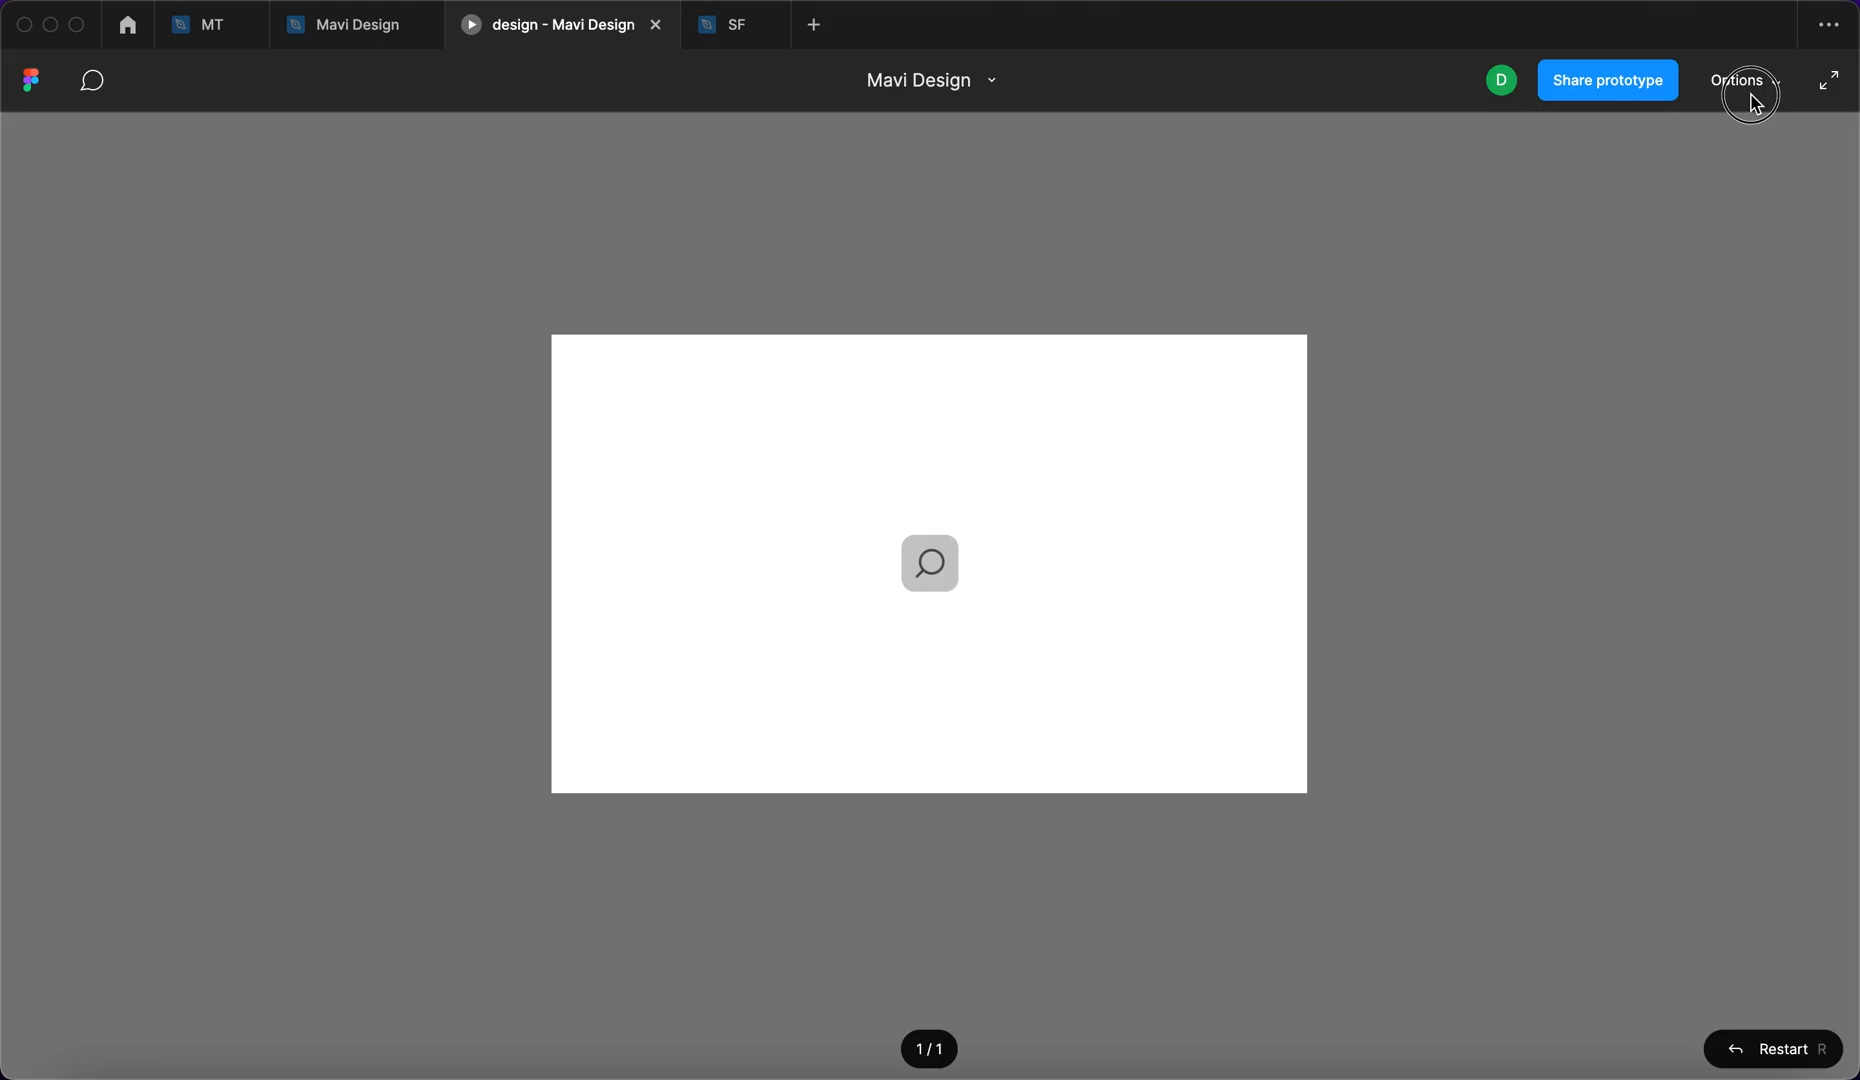 MT
Mavi Design
design - Mavi Design
SF
Mavi Design
D
Share prototype
Options
1 / 1
Restart R